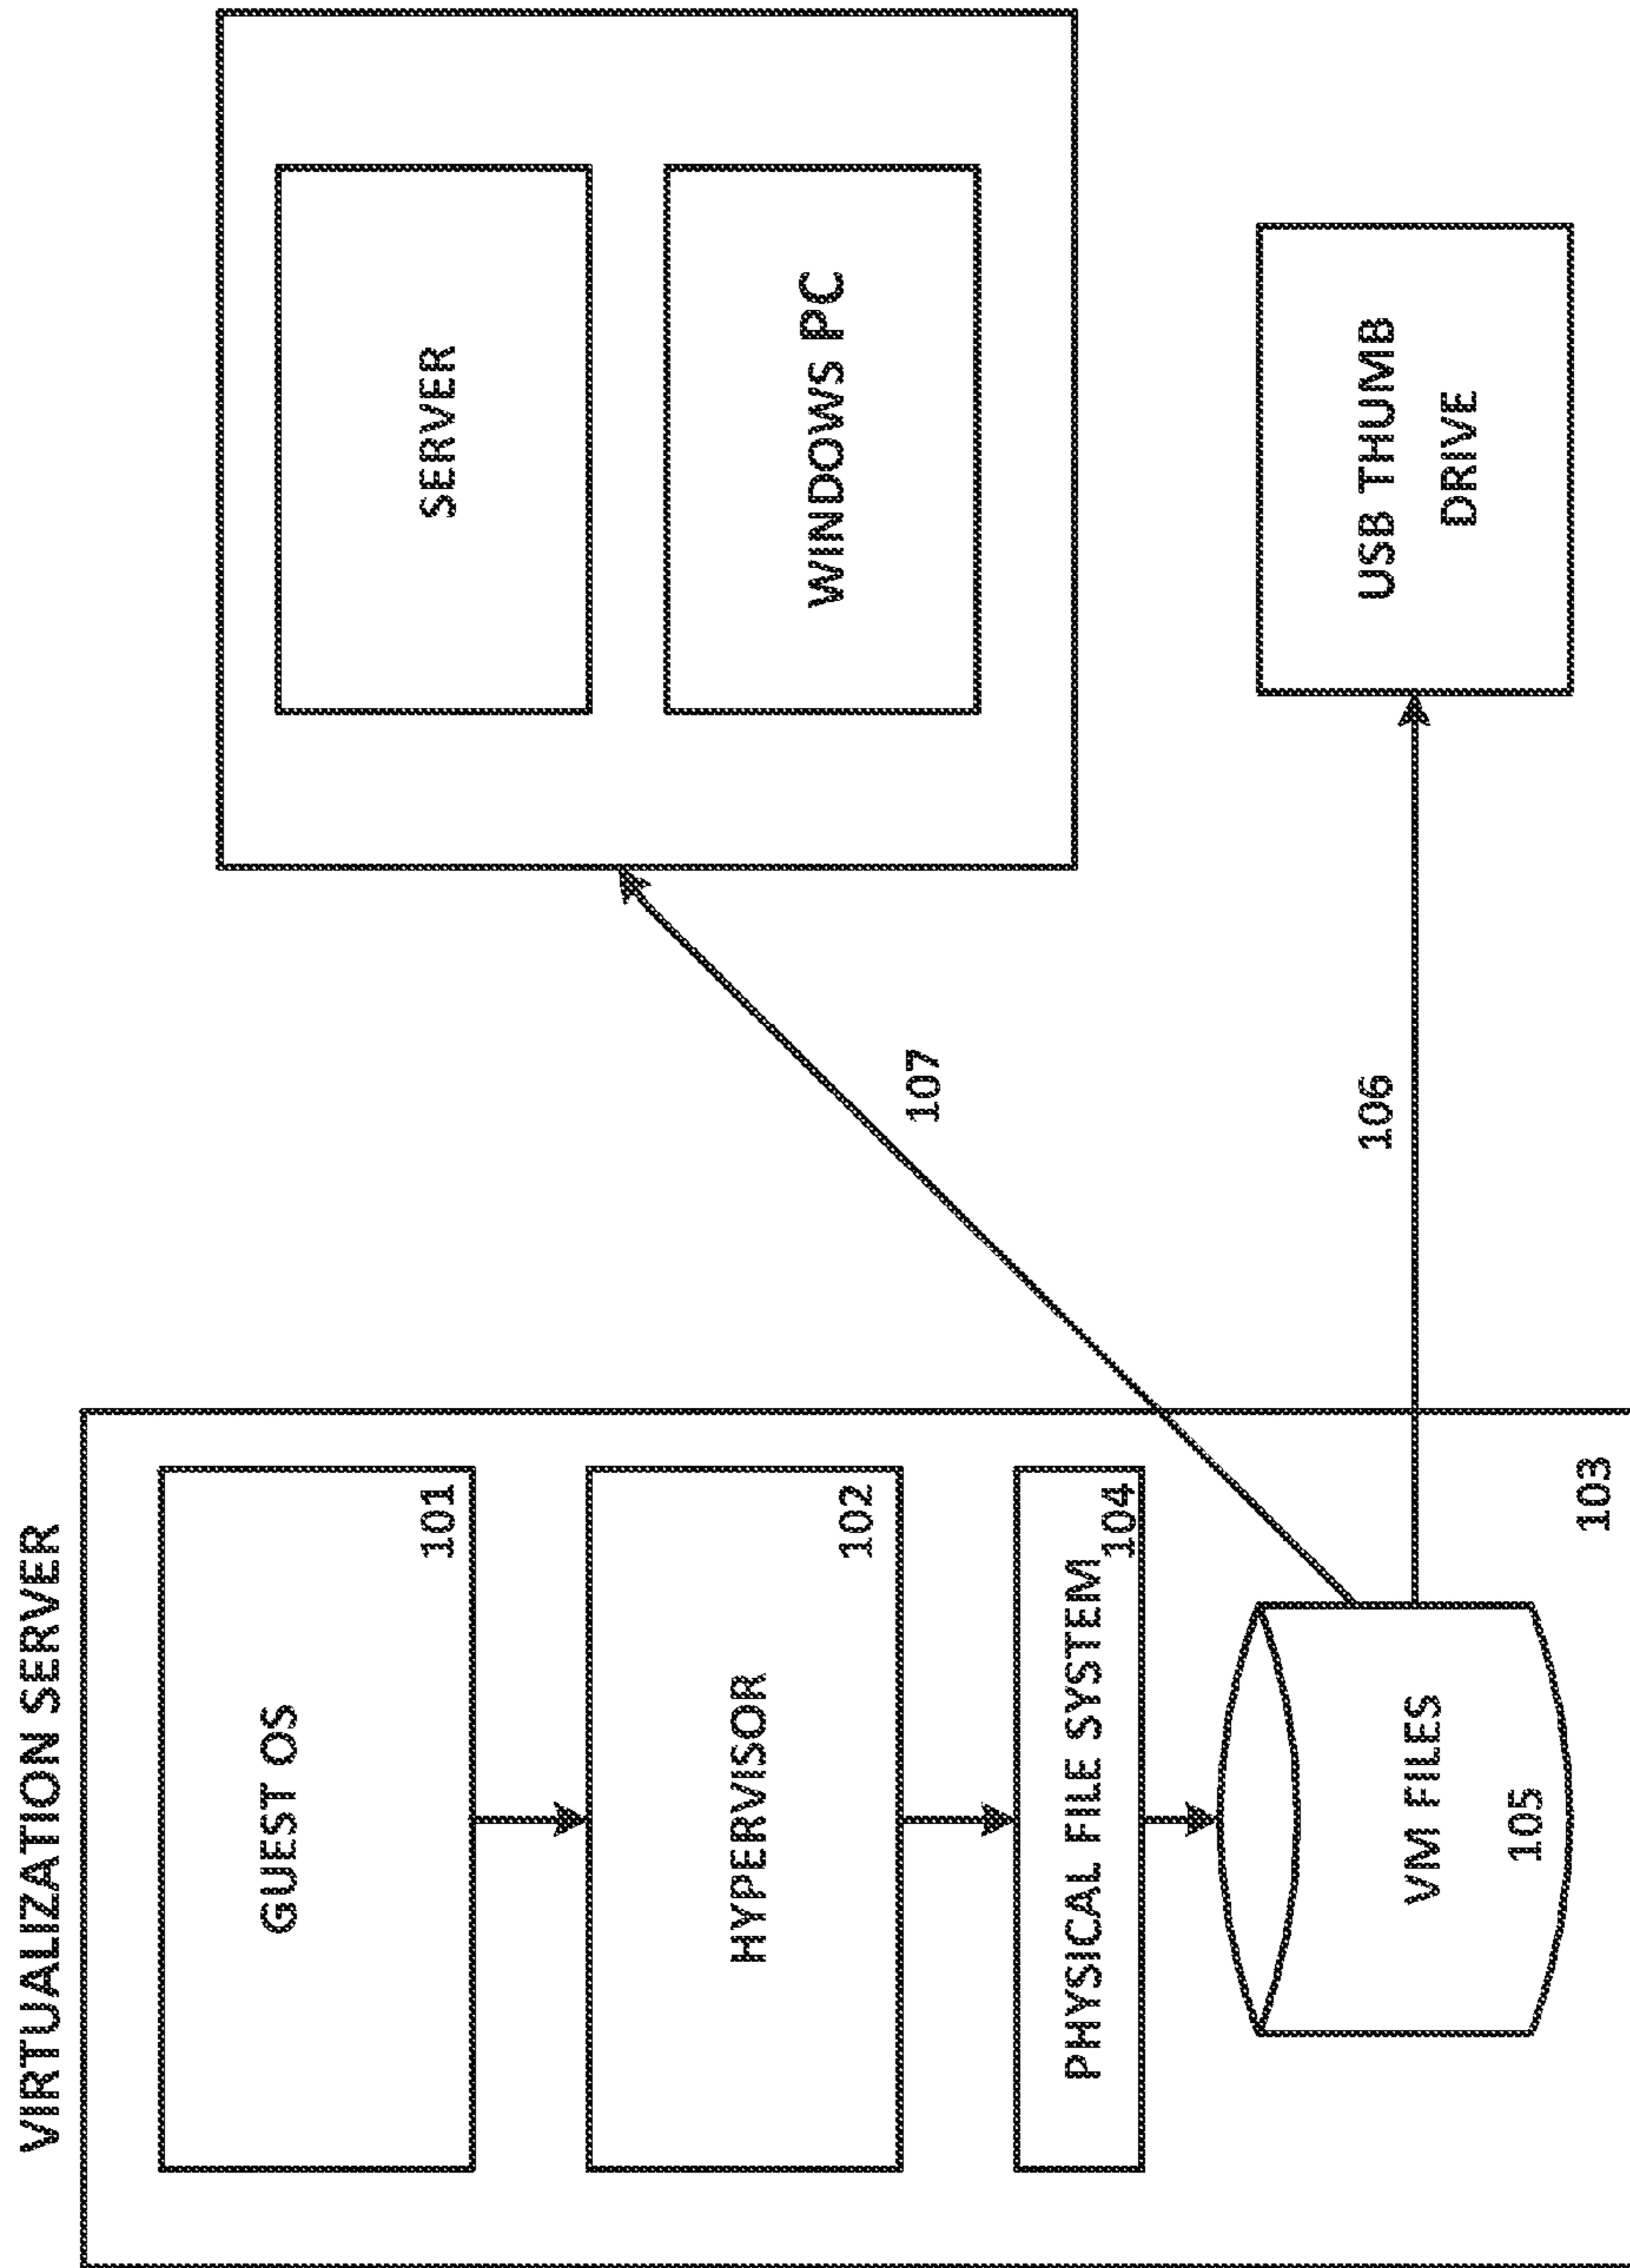 VIRTUALIZATION SERVER
GUEST OS
101
HYPERVISOR
102
PHYSICAL FILE SYSTEM
104
VM FILES
105
103
107
106
SERVER
WINDOWS PC
USB THUMB
DRIVE